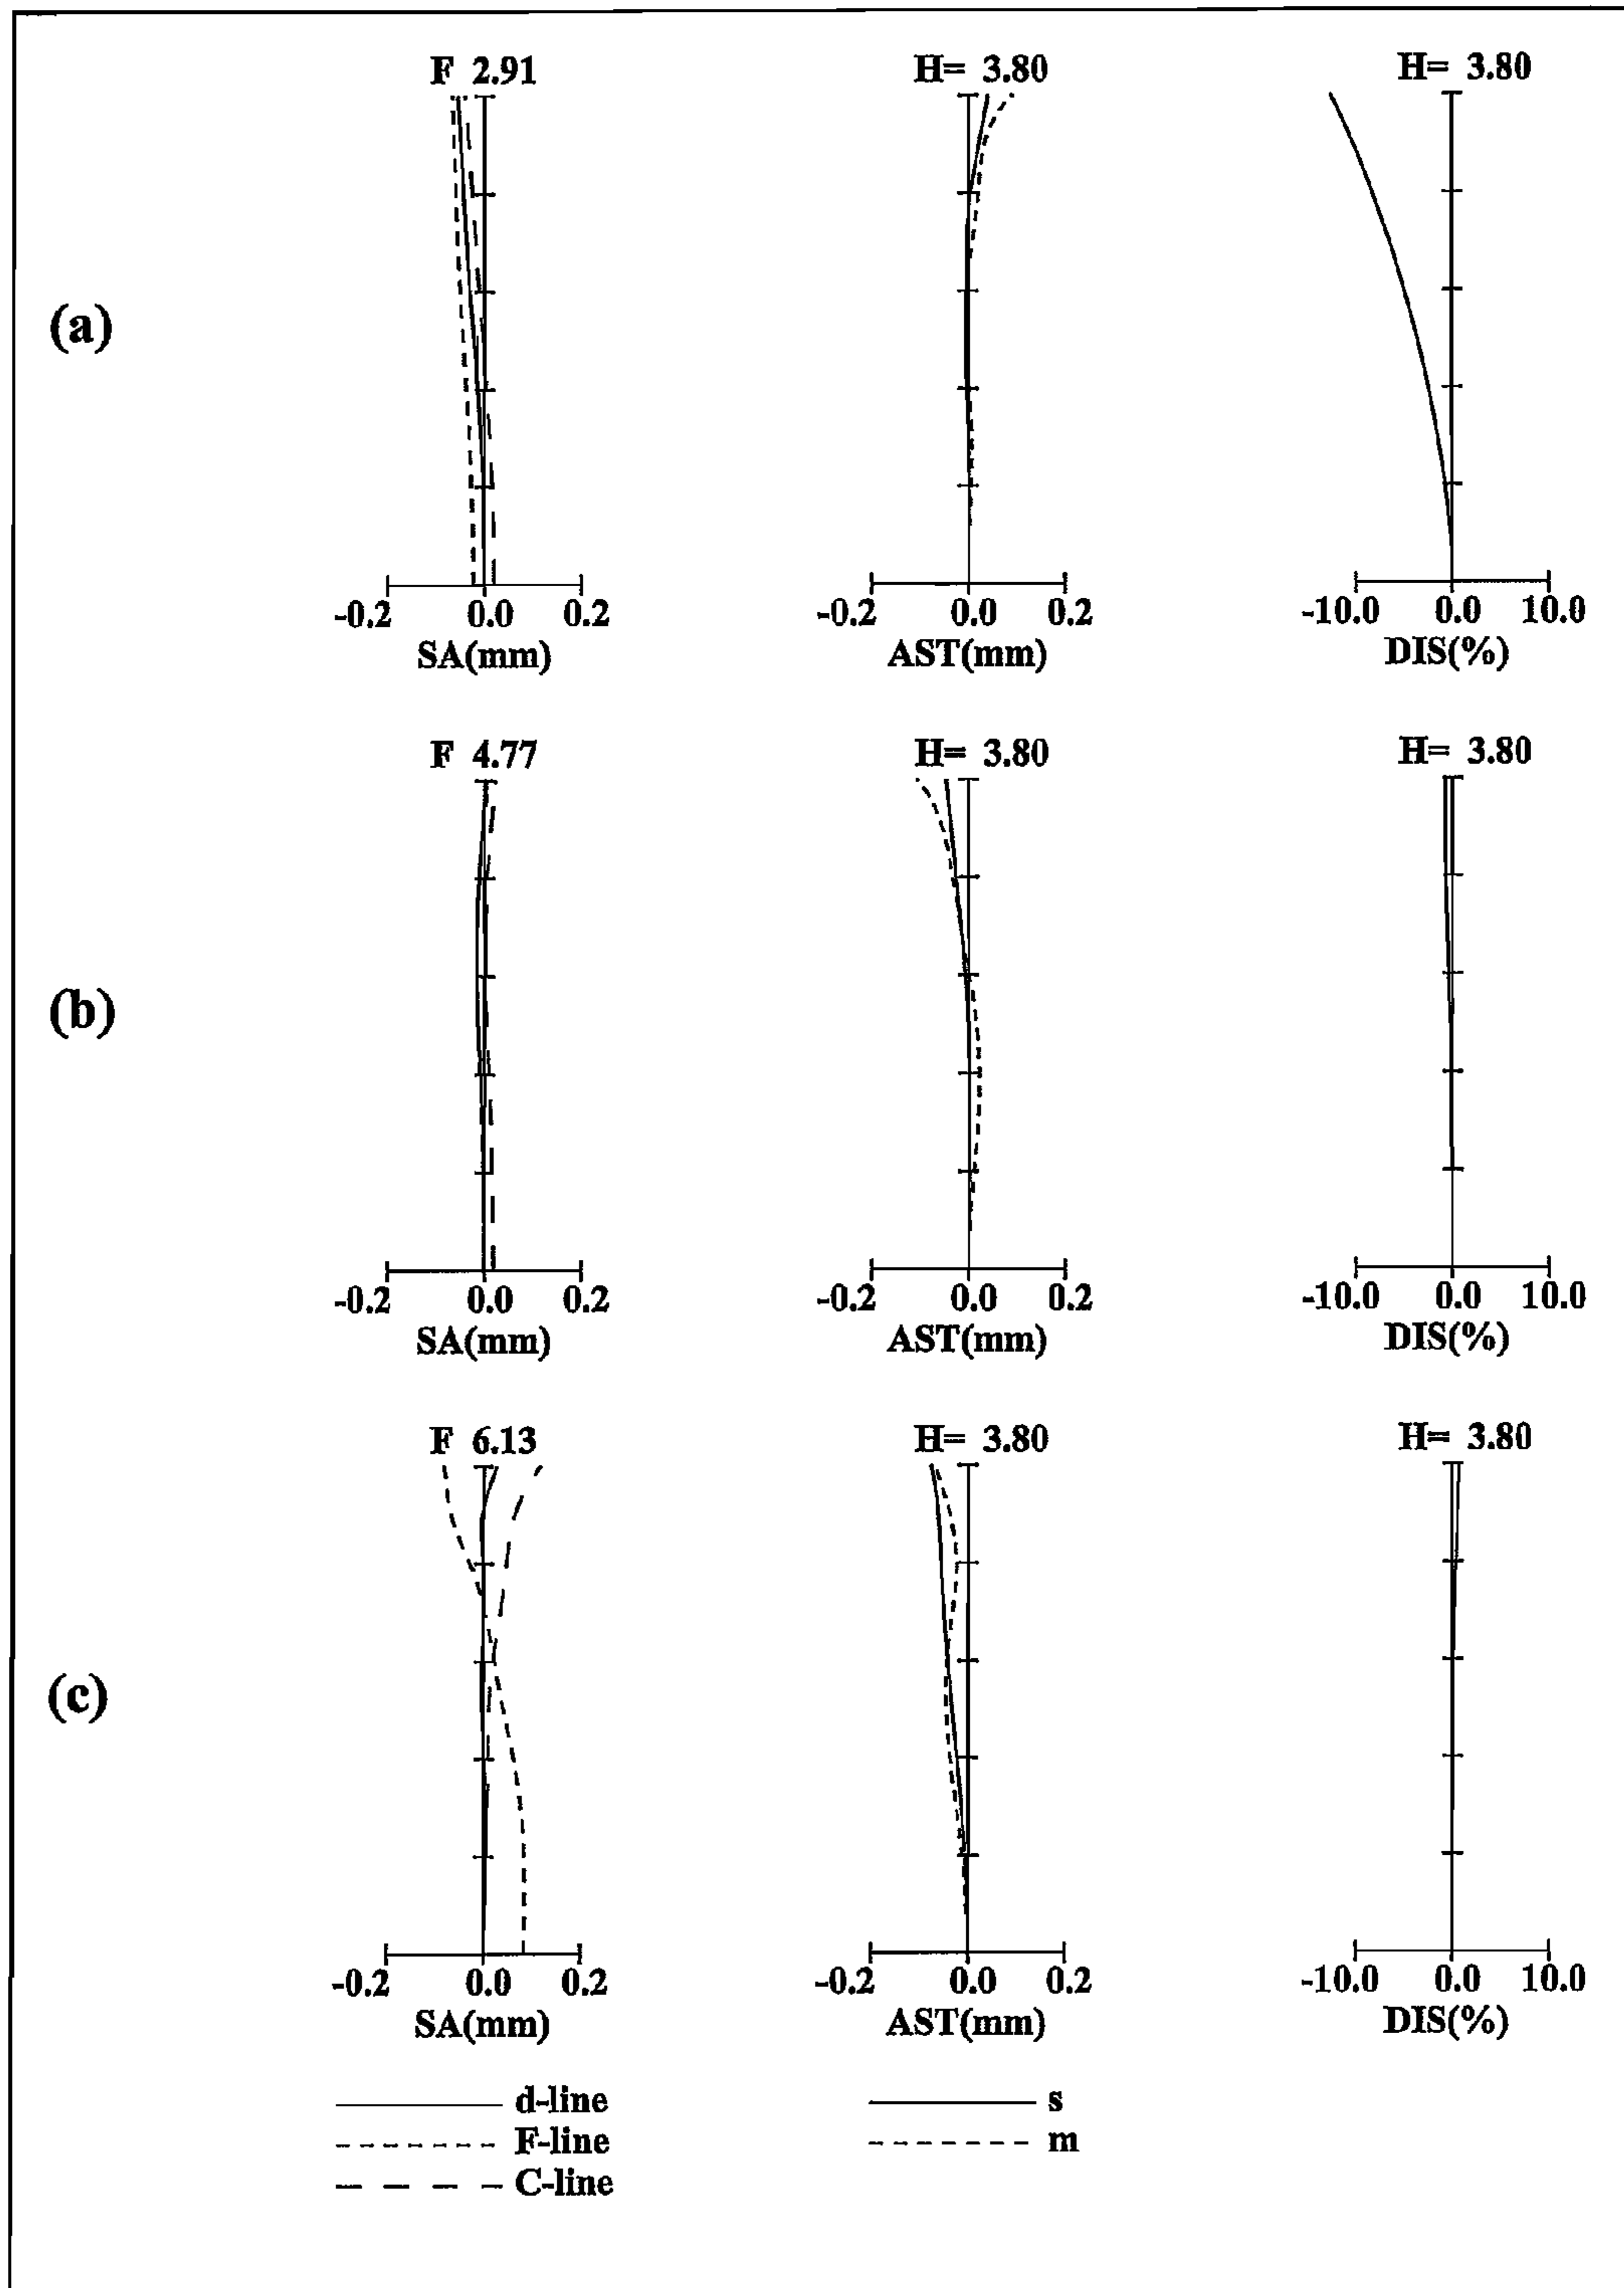 F 2.91
H= 3.80
H= 3.80
(a)
-0.2 0.0 0.2
SA(mm)
-0.2 0.0 0.2
AST(mm)
-10.0 0.0 10.0
DIS(%)
F 4.77
H= 3.80
H= 3.80
(b)
-0.2 0.0 0.2
SA(mm)
-0.2 0.0 0.2
AST(mm)
-10.0 0.0 10.0
DIS(%)
F 6.13
H= 3.80
H= 3.80
(c)
-0.2 0.0 0.2
SA(mm)
-0.2 0.0 0.2
AST(mm)
-10.0 0.0 10.0
DIS(%)
d-line
F-line
C-line
s
m